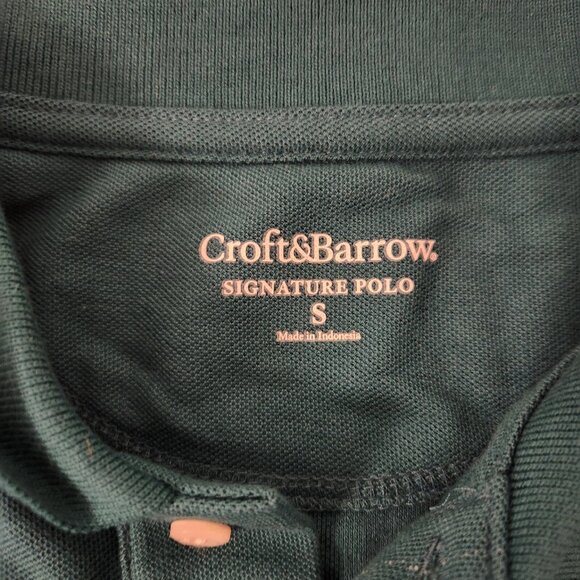 Croft&Barrow.
SIGNATURE POLO
S
Made in Indonesia